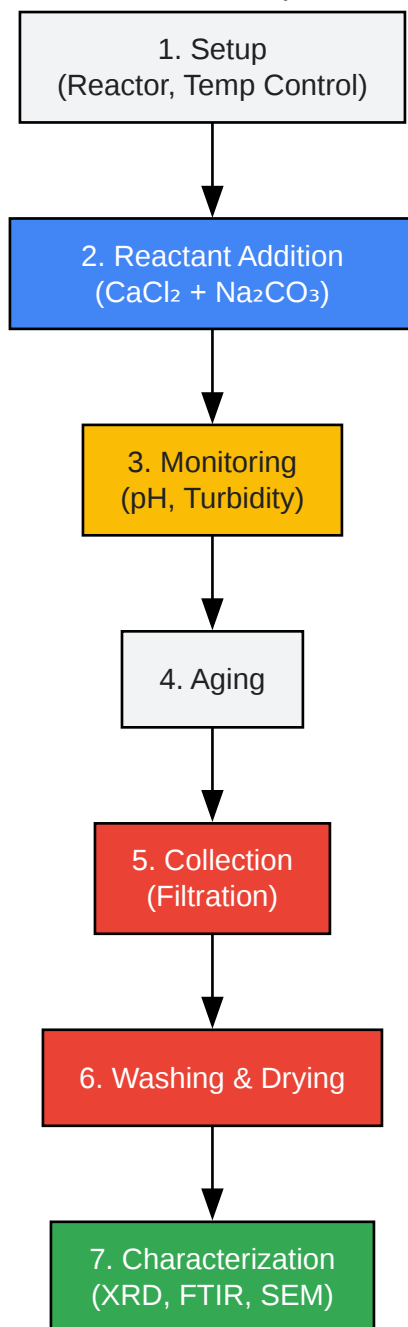 1. Setup
(Reactor, Temp Control)
2. Reactant Addition
(CaCl₂ + Na₂CO₃)
3. Monitoring
(pH, Turbidity)
4. Aging
5. Collection
(Filtration)
6. Washing & Drying
7. Characterization
(XRD, FTIR, SEM)